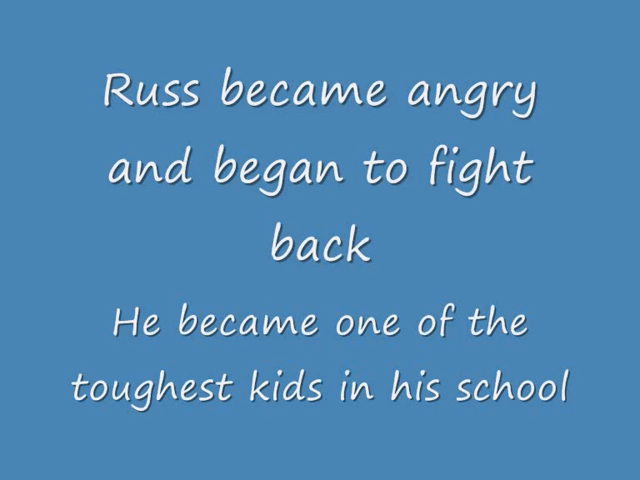 Russ became angry
and began to fight
back
He became one of the
toughest kids in his school